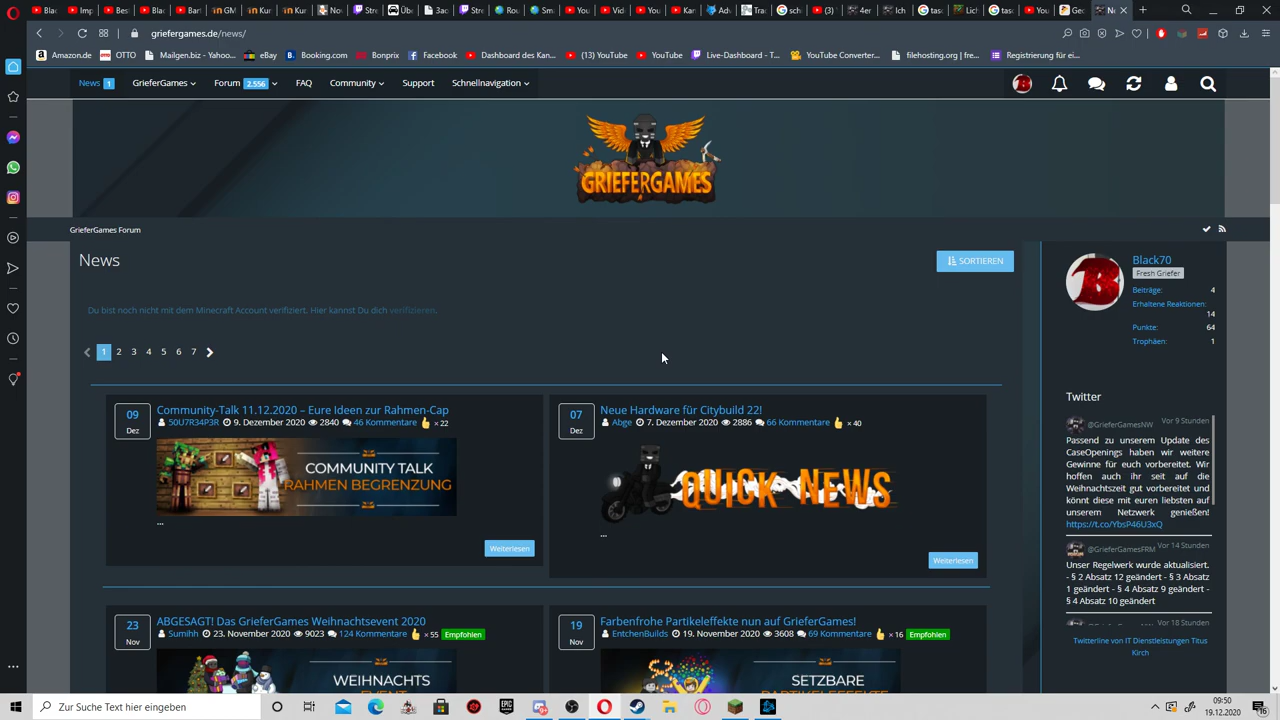 griefergames.de/news/
Amazon.de OTTO Mailgen.biz - Yahoo... eBay Booking.com Bonprix Facebook Dashboard des Kan... (13) YouTube YouTube Live-Dashboard - T... YouTube Converter... filehosting.org | fre... Registrierung für ei...
News 1 GrieferGames Forum 2.556 FAQ Community Support Schnellnavigation
GRIEFERGAMES
GrieferGames Forum
News
SORTIEREN
Du bist noch nicht mit dem Minecraft Account verifiziert. Hier kannst Du dich verifizieren.
1 2 3 4 5 6 7
09
Dez
Community-Talk 11.12.2020 – Eure Ideen zur Rahmen-Cap
50U7R34P3R 9. Dezember 2020 2840 46 Kommentare × 22
COMMUNITY TALK
RAHMEN BEGRENZUNG
...
Weiterlesen
07
Dez
Neue Hardware für Citybuild 22!
Abge 7. Dezember 2020 2886 66 Kommentare × 40
QUICK NEWS
...
Weiterlesen
23
Nov
ABGESAGT! Das GrieferGames Weihnachtsevent 2020
Sumihh 23. November 2020 9023 124 Kommentare × 55 Empfohlen
WEIHNACHTS
EVENT
19
Nov
Farbenfrohe Partikeleffekte nun auf GrieferGames!
EntchenBuilds 19. November 2020 3608 69 Kommentare × 16 Empfohlen
SETZBARE
PARTIKELEFFEKTE
Black70
Fresh Griefer
Beiträge: 4
Erhaltene Reaktionen:
14
Punkte: 64
Trophäen: 1
Twitter
@GrieferGamesNW Vor 9 Stunden
Passend zu unserem Update des
CaseOpenings haben wir weitere
Gewinne für euch vorbereitet. Wir
hoffen auch ihr seit auf die
Weihnachtszeit gut vorbereitet und
könnt diese mit euren liebsten auf
unserem Netzwerk genießen!
https://t.co/YbsP46U3xQ
@GrieferGamesFRM Vor 14 Stunden
Unser Regelwerk wurde aktualisiert.
- § 2 Absatz 12 geändert - § 3 Absatz
1 geändert - § 4 Absatz 9 geändert -
§ 4 Absatz 10 geändert
Vor 18 Stunden
Twitterline von IT Dienstleistungen Titus
Kirch
Zur Suche Text hier eingeben
09:50
19.12.2020
16